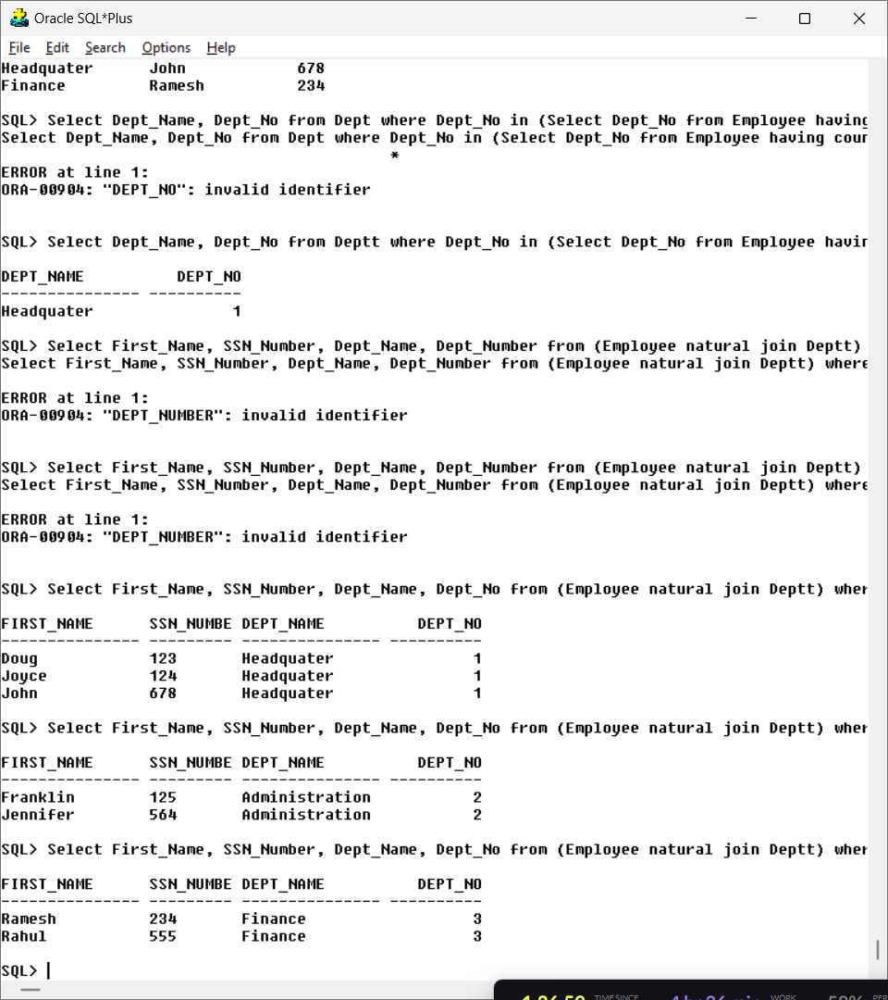 Oracle SQL*Plus
File Edit Search Options Help
Headquater      John            678
Finance         Ramesh          234
SQL> Select Dept_Name, Dept_No from Dept where Dept_No in (Select Dept_No from Employee having
Select Dept_Name, Dept_No from Dept where Dept_No in (Select Dept_No from Employee having coun
                                          *
ERROR at line 1:
ORA-00904: "DEPT_NO": invalid identifier
SQL> Select Dept_Name, Dept_No from Deptt where Dept_No in (Select Dept_No from Employee havin
DEPT_NAME          DEPT_NO
--------------- ----------
Headquater               1
SQL> Select First_Name, SSN_Number, Dept_Name, Dept_Number from (Employee natural join Deptt)
Select First_Name, SSN_Number, Dept_Name, Dept_Number from (Employee natural join Deptt) where
ERROR at line 1:
ORA-00904: "DEPT_NUMBER": invalid identifier
SQL> Select First_Name, SSN_Number, Dept_Name, Dept_Number from (Employee natural join Deptt)
Select First_Name, SSN_Number, Dept_Name, Dept_Number from (Employee natural join Deptt) where
ERROR at line 1:
ORA-00904: "DEPT_NUMBER": invalid identifier
SQL> Select First_Name, SSN_Number, Dept_Name, Dept_No from (Employee natural join Deptt) wher
FIRST_NAME      SSN_NUMBE DEPT_NAME          DEPT_NO
--------------- --------- --------------- ----------
Doug            123       Headquater               1
Joyce           124       Headquater               1
John            678       Headquater               1
SQL> Select First_Name, SSN_Number, Dept_Name, Dept_No from (Employee natural join Deptt) wher
FIRST_NAME      SSN_NUMBE DEPT_NAME          DEPT_NO
--------------- --------- --------------- ----------
Franklin        125       Administration           2
Jennifer        564       Administration           2
SQL> Select First_Name, SSN_Number, Dept_Name, Dept_No from (Employee natural join Deptt) wher
FIRST_NAME      SSN_NUMBE DEPT_NAME          DEPT_NO
--------------- --------- --------------- ----------
Ramesh          234       Finance                  3
Rahul           555       Finance                  3
SQL>
TIME SINCE WORK